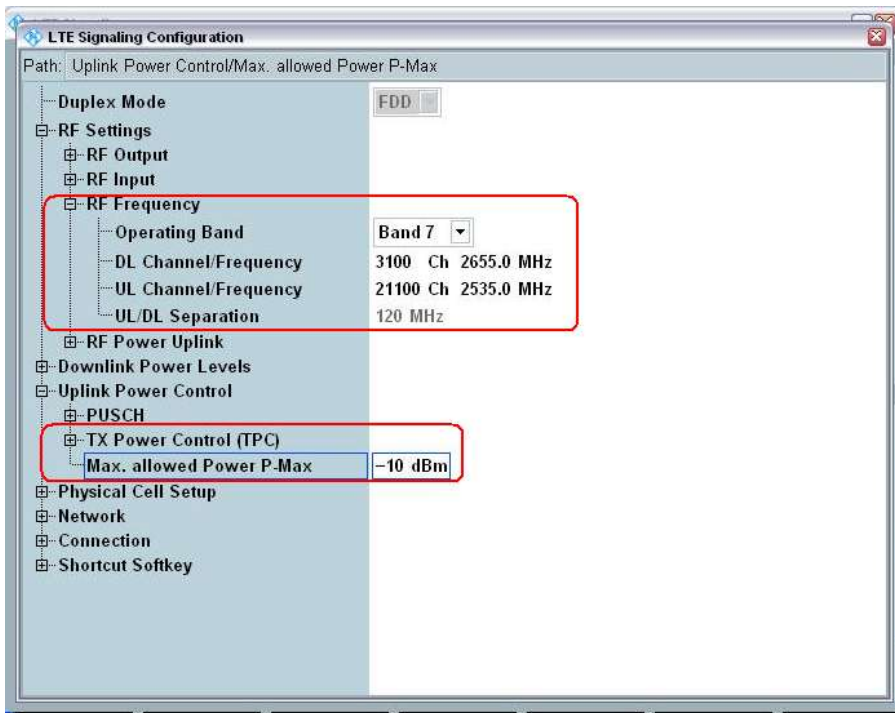 LTE Signaling Configuration
Path: Uplink Power Control/Max. allowed Power P-Max
Duplex Mode FDD
RF Settings
RF Output
RF Input
RF Frequency
Operating Band Band 7
DL Channel/Frequency 3100 Ch 2655.0 MHz
UL Channel/Frequency 21100 Ch 2535.0 MHz
UL/DL Separation 120 MHz
RF Power Uplink
Downlink Power Levels
Uplink Power Control
PUSCH
TX Power Control (TPC)
Max. allowed Power P-Max −10 dBm
Physical Cell Setup
Network
Connection
Shortcut Softkey